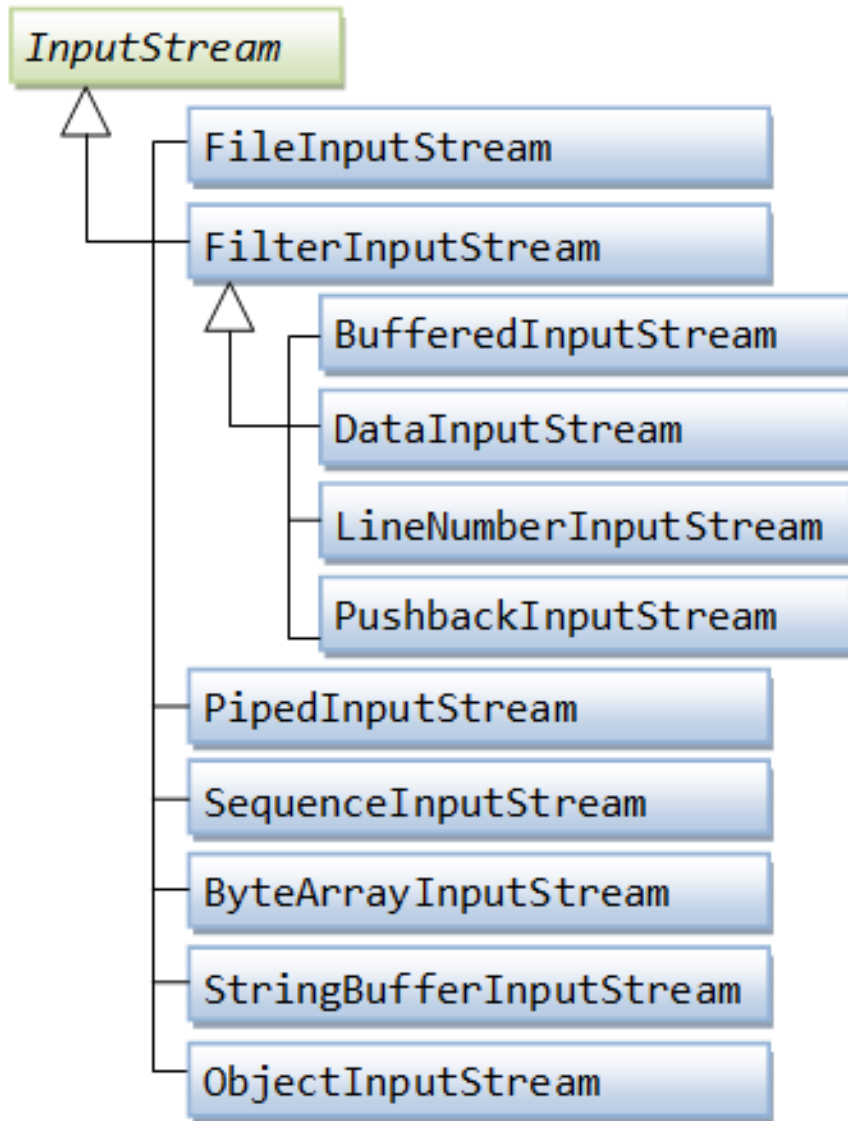 InputStream
FileInputStream
FilterInputStream
BufferedInputStream
DataInputStream
LineNumberInputStream
PushbackInputStream
PipedInputStream
SequenceInputStream
ByteArrayInputStream
StringBufferInputStream
ObjectInputStream